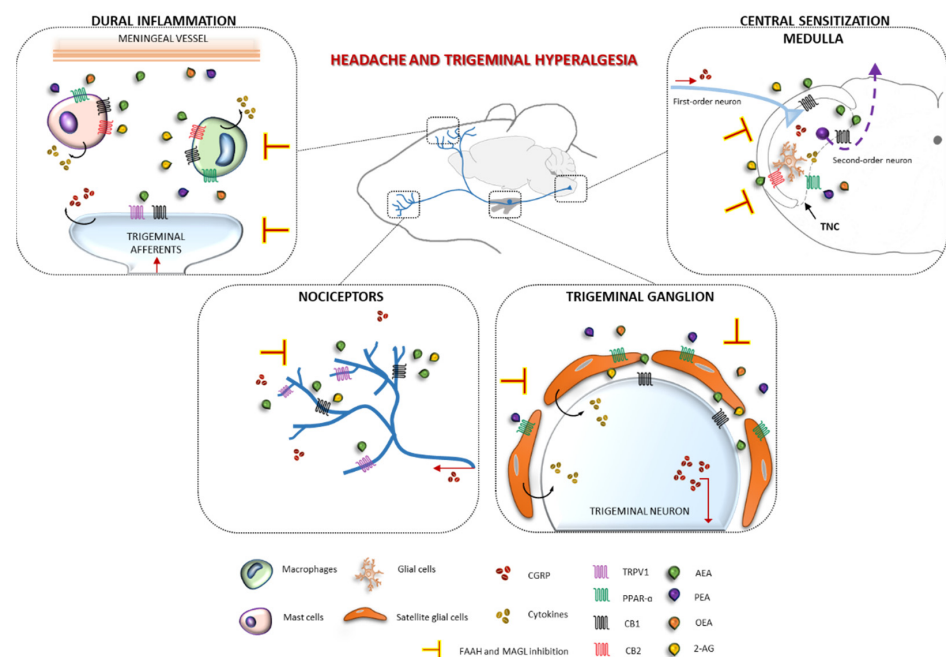 DURAL INFLAMMATION
MENINGEAL VESSEL
TRIGEMINAL
AFFERENTS
HEADACHE AND TRIGEMINAL HYPERALGESIA
CENTRAL SENSITIZATION
MEDULLA
First-order neuron
Second-order neuron
TNC
NOCICEPTORS
TRIGEMINAL GANGLION
TRIGEMINAL NEURON
Macrophages
Glial cells
CGRP
TRPV1
AEA
PPAR-α
PEA
Mast cells
Satellite glial cells
Cytokines
CB1
OEA
FAAH and MAGL inhibition
CB2
2-AG